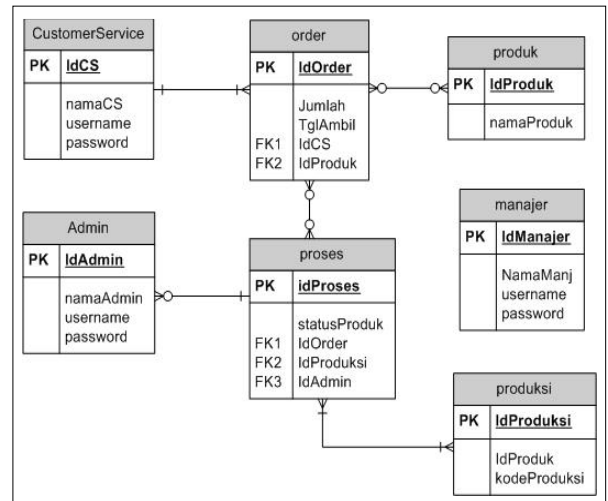 CustomerService
PK IdCS
namaCS
username
password
order
PK IdOrder
Jumlah
TglAmbil
FK1 IdCS
FK2 IdProduk
produk
PK IdProduk
namaProduk
Admin
PK IdAdmin
namaAdmin
username
password
proses
PK idProses
statusProduk
FK1 IdOrder
FK2 IdProduksi
FK3 IdAdmin
manajer
PK IdManajer
NamaManj
username
password
produksi
PK IdProduksi
IdProduk
kodeProduksi